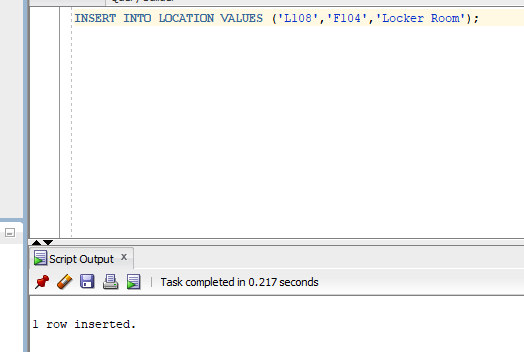 INSERT INTO LOCATION VALUES ('L108','F104','Locker Room');
Script Output x
Task completed in 0.217 seconds
1 row inserted.